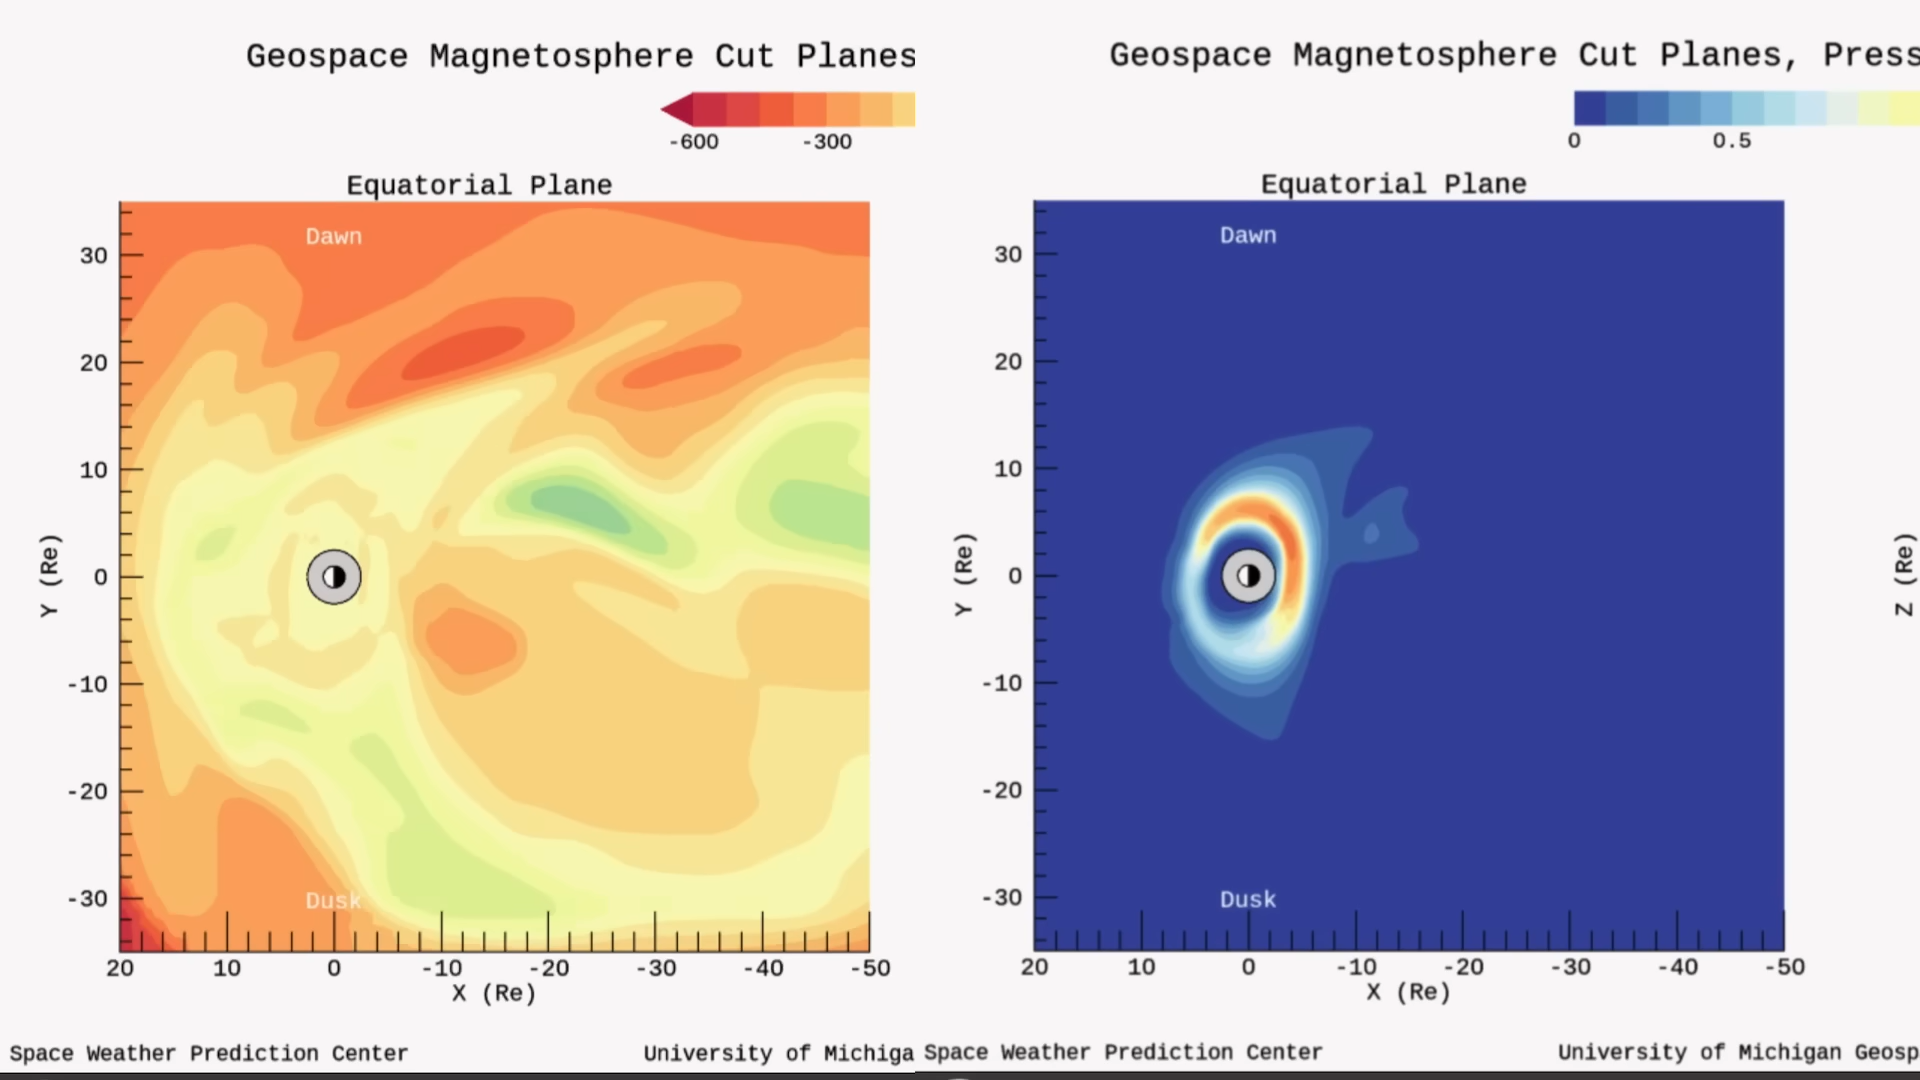 Geospace Magnetosphere Cut Planes
-600 -300
Equatorial Plane
Dawn
30
20
10
0
-10
-20
-30
Y (Re)
Dusk
20 10 0 -10 -20 -30 -40 -50
X (Re)
Space Weather Prediction Center
University of Michiga
Geospace Magnetosphere Cut Planes, Press
0 0.5
Equatorial Plane
Dawn
30
20
10
0
-10
-20
-30
Y (Re)
Dusk
20 10 0 -10 -20 -30 -40 -50
X (Re)
Z (Re)
Space Weather Prediction Center
University of Michigan Geosp